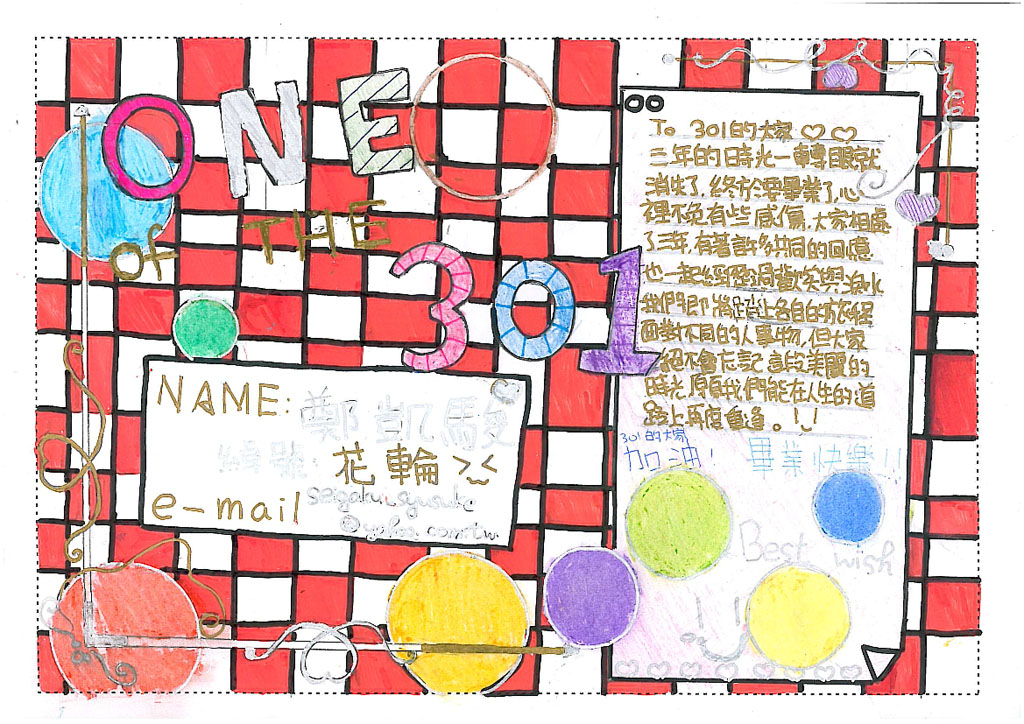 ONE
of THE
301
NAME: 鄭凱駿
綽號: 花輪 ><
e-mail seigakusyusuke
@yahoo.com.tw
To 301的大家♡♡
三年的時光一轉眼就
消失了,終於要畢業了,心
裡不免有些感傷,大家相處
了三年,有著許多共同的回憶
也一起經歷過歡笑與淚水
我們即將踏上各自的旅程
面對不同的人事物,但大家
絕不會忘記這段美麗的
時光,願我們能在人生的道
路上再度重逢。!!
301的大家
加油! 畢業快樂!!
Best wish